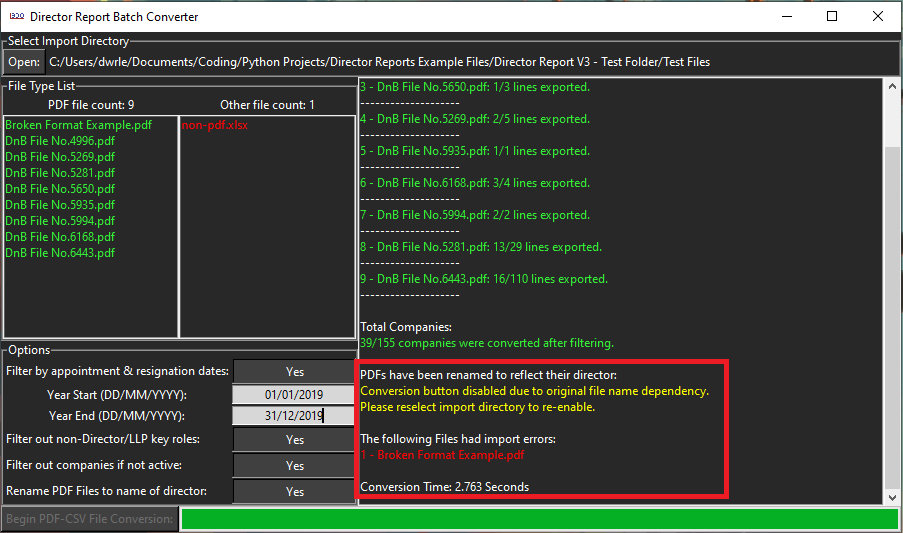 Director Report Batch Converter
Select Import Directory
Open: C:/Users/dwrle/Documents/Coding/Python Projects/Director Reports Example Files/Director Report V3 - Test Folder/Test Files
File Type List
PDF file count: 9
Other file count: 1
Broken Format Example.pdf
DnB File No.4996.pdf
DnB File No.5269.pdf
DnB File No.5281.pdf
DnB File No.5650.pdf
DnB File No.5935.pdf
DnB File No.5994.pdf
DnB File No.6168.pdf
DnB File No.6443.pdf
non-pdf.xlsx
Options
Filter by appointment & resignation dates: Yes
Year Start (DD/MM/YYYY): 01/01/2019
Year End (DD/MM/YYYY): 31/12/2019
Filter out non-Director/LLP key roles: Yes
Filter out companies if not active: Yes
Rename PDF Files to name of director: Yes
Begin PDF-CSV File Conversion:
3 - DnB File No.5650.pdf: 1/3 lines exported.
--------------------
4 - DnB File No.5269.pdf: 2/5 lines exported.
--------------------
5 - DnB File No.5935.pdf: 1/1 lines exported.
--------------------
6 - DnB File No.6168.pdf: 3/4 lines exported.
--------------------
7 - DnB File No.5994.pdf: 2/2 lines exported.
--------------------
8 - DnB File No.5281.pdf: 13/29 lines exported.
--------------------
9 - DnB File No.6443.pdf: 16/110 lines exported.
--------------------
Total Companies:
39/155 companies were converted after filtering.
PDFs have been renamed to reflect their director:
Conversion button disabled due to original file name dependency.
Please reselect import directory to re-enable.
The following Files had import errors:
1 - Broken Format Example.pdf
Conversion Time: 2.763 Seconds